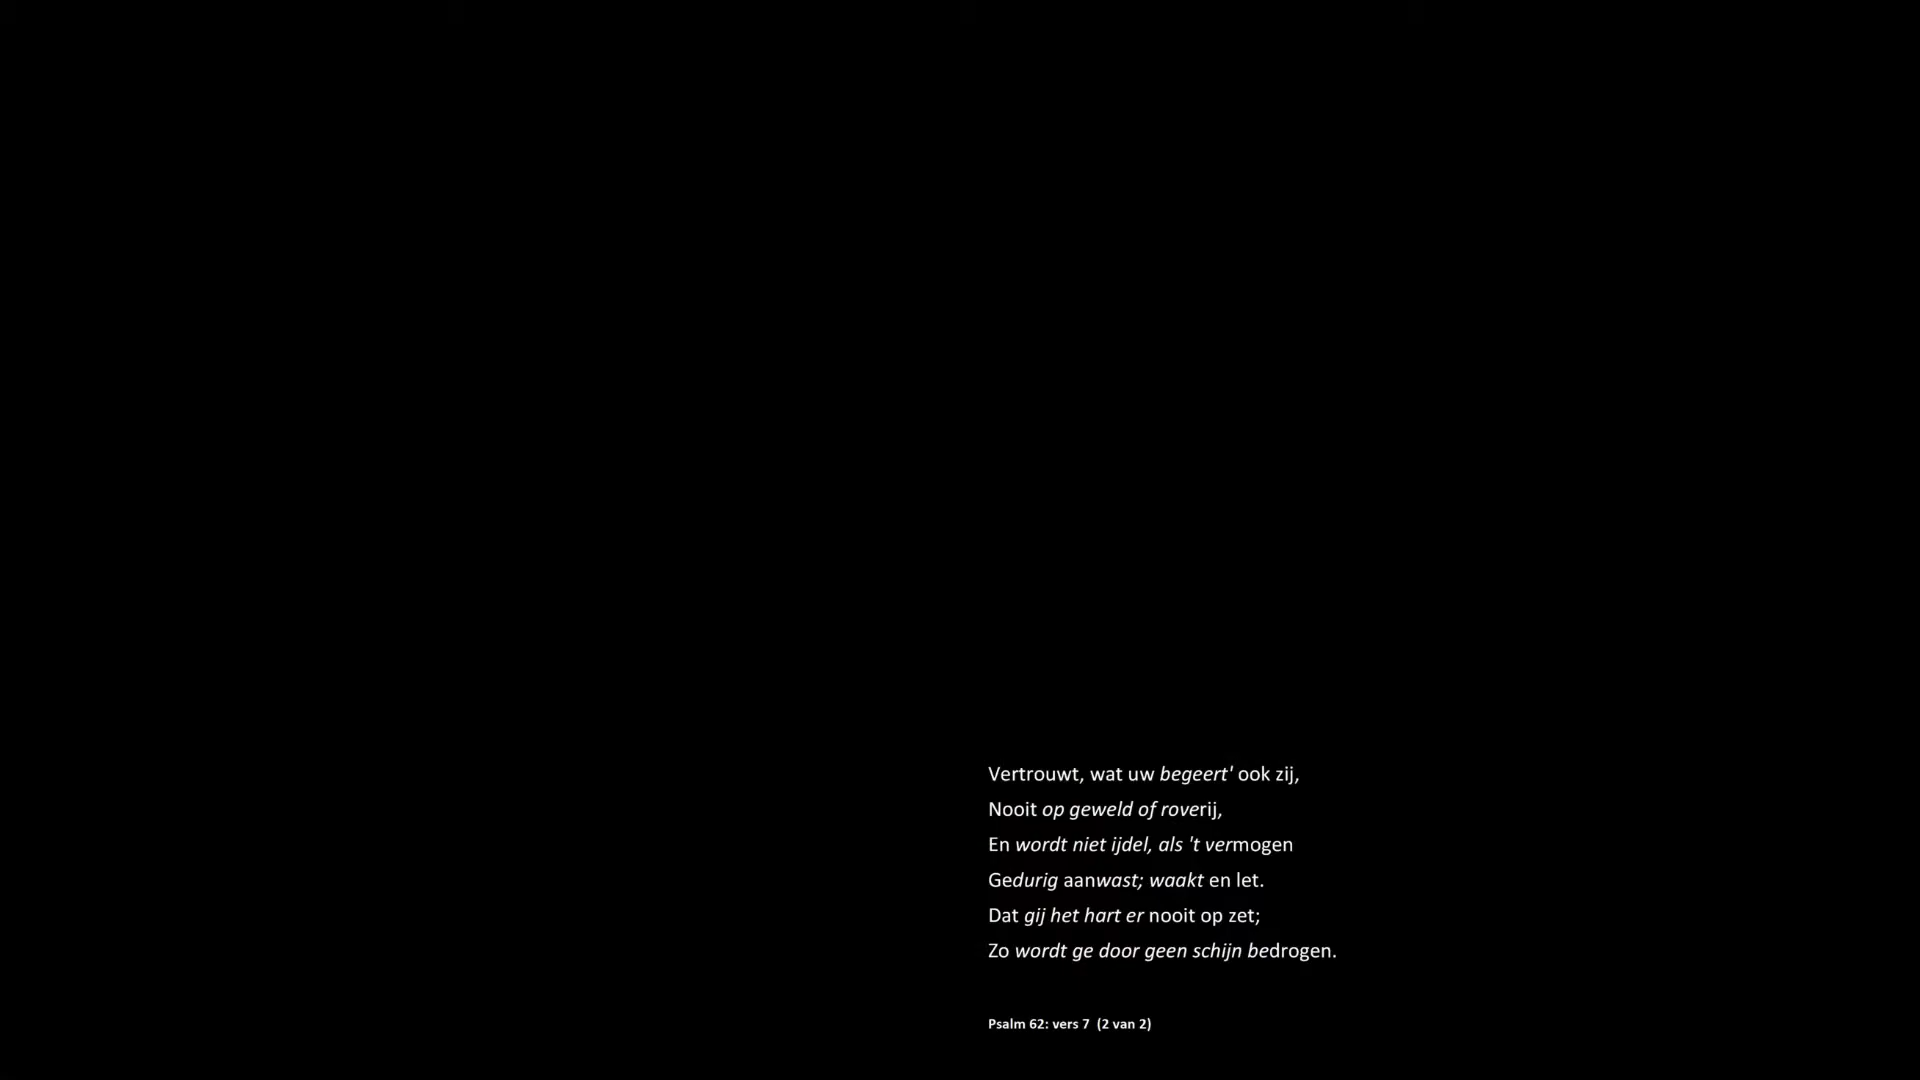 Vertrouwt, wat uw begeert' ook zij,
Nooit op geweld of roverij,
En wordt niet ijdel, als 't vermogen
Gedurig aanwast; waakt en let.
Dat gij het hart er nooit op zet;
Zo wordt ge door geen schijn bedrogen.
Psalm 62: vers 7  (2 van 2)